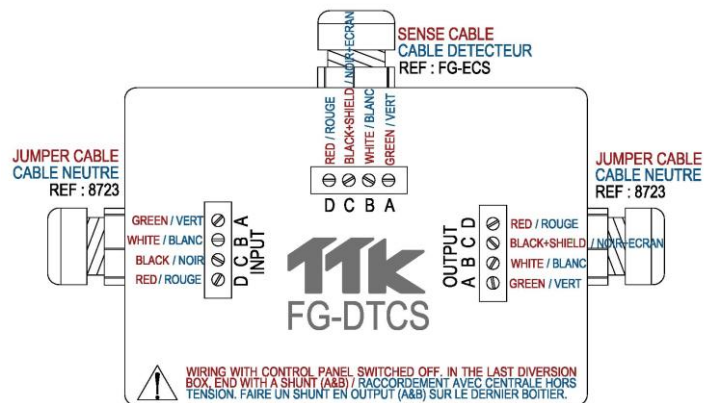 SENSE CABLE
CABLE DETECTEUR
REF : FG-ECS
RED / ROUGE
BLACK+SHIELD / NOIR+ECRAN
WHITE / BLANC
GREEN / VERT
D C B A
JUMPER CABLE
CABLE NEUTRE
REF : 8723
GREEN / VERT
WHITE / BLANC
BLACK / NOIR
RED / ROUGE
D C B A
INPUT
TTK
FG-DTCS
OUTPUT
A B C D
RED / ROUGE
BLACK+SHIELD / NOIR+ECRAN
WHITE / BLANC
GREEN / VERT
JUMPER CABLE
CABLE NEUTRE
REF : 8723
WIRING WITH CONTROL PANEL SWITCHED OFF. IN THE LAST DIVERSION
BOX, END WITH A SHUNT (A&B) / RACCORDEMENT AVEC CENTRALE HORS
TENSION. FAIRE UN SHUNT EN OUTPUT (A&B) SUR LE DERNIER BOITIER.